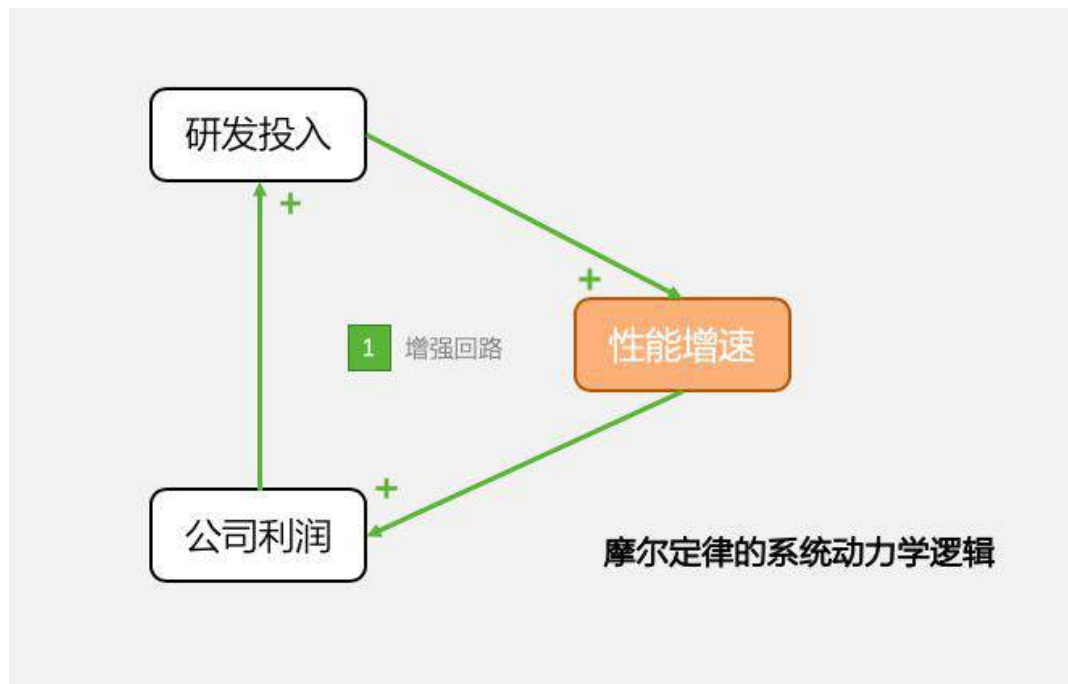 研发投入
+
+
性能增速
1 增强回路
+
公司利润
摩尔定律的系统动力学逻辑